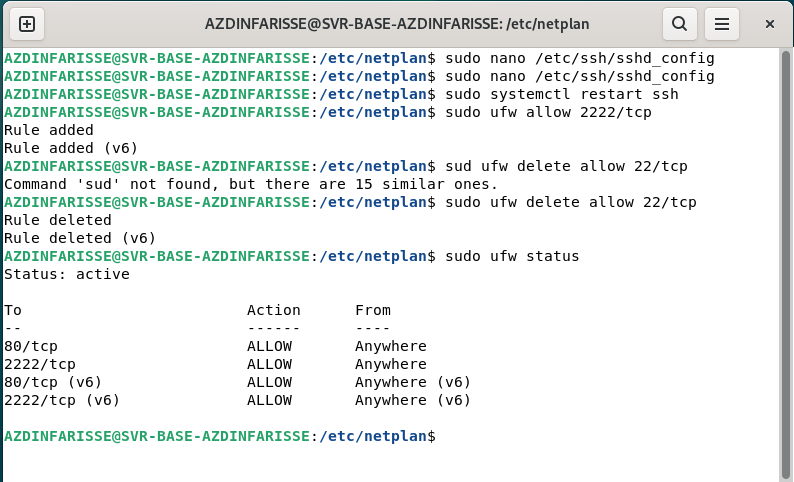 AZDINFARISSE@SVR-BASE-AZDINFARISSE: /etc/netplan
AZDINFARISSE@SVR-BASE-AZDINFARISSE:/etc/netplan$ sudo nano /etc/ssh/sshd_config
AZDINFARISSE@SVR-BASE-AZDINFARISSE:/etc/netplan$ sudo nano /etc/ssh/sshd_config
AZDINFARISSE@SVR-BASE-AZDINFARISSE:/etc/netplan$ sudo systemctl restart ssh
AZDINFARISSE@SVR-BASE-AZDINFARISSE:/etc/netplan$ sudo ufw allow 2222/tcp
Rule added
Rule added (v6)
AZDINFARISSE@SVR-BASE-AZDINFARISSE:/etc/netplan$ sud ufw delete allow 22/tcp
Command 'sud' not found, but there are 15 similar ones.
AZDINFARISSE@SVR-BASE-AZDINFARISSE:/etc/netplan$ sudo ufw delete allow 22/tcp
Rule deleted
Rule deleted (v6)
AZDINFARISSE@SVR-BASE-AZDINFARISSE:/etc/netplan$ sudo ufw status
Status: active
To                         Action      From
--                         ------      ----
80/tcp                     ALLOW       Anywhere
2222/tcp                   ALLOW       Anywhere
80/tcp (v6)                ALLOW       Anywhere (v6)
2222/tcp (v6)              ALLOW       Anywhere (v6)
AZDINFARISSE@SVR-BASE-AZDINFARISSE:/etc/netplan$